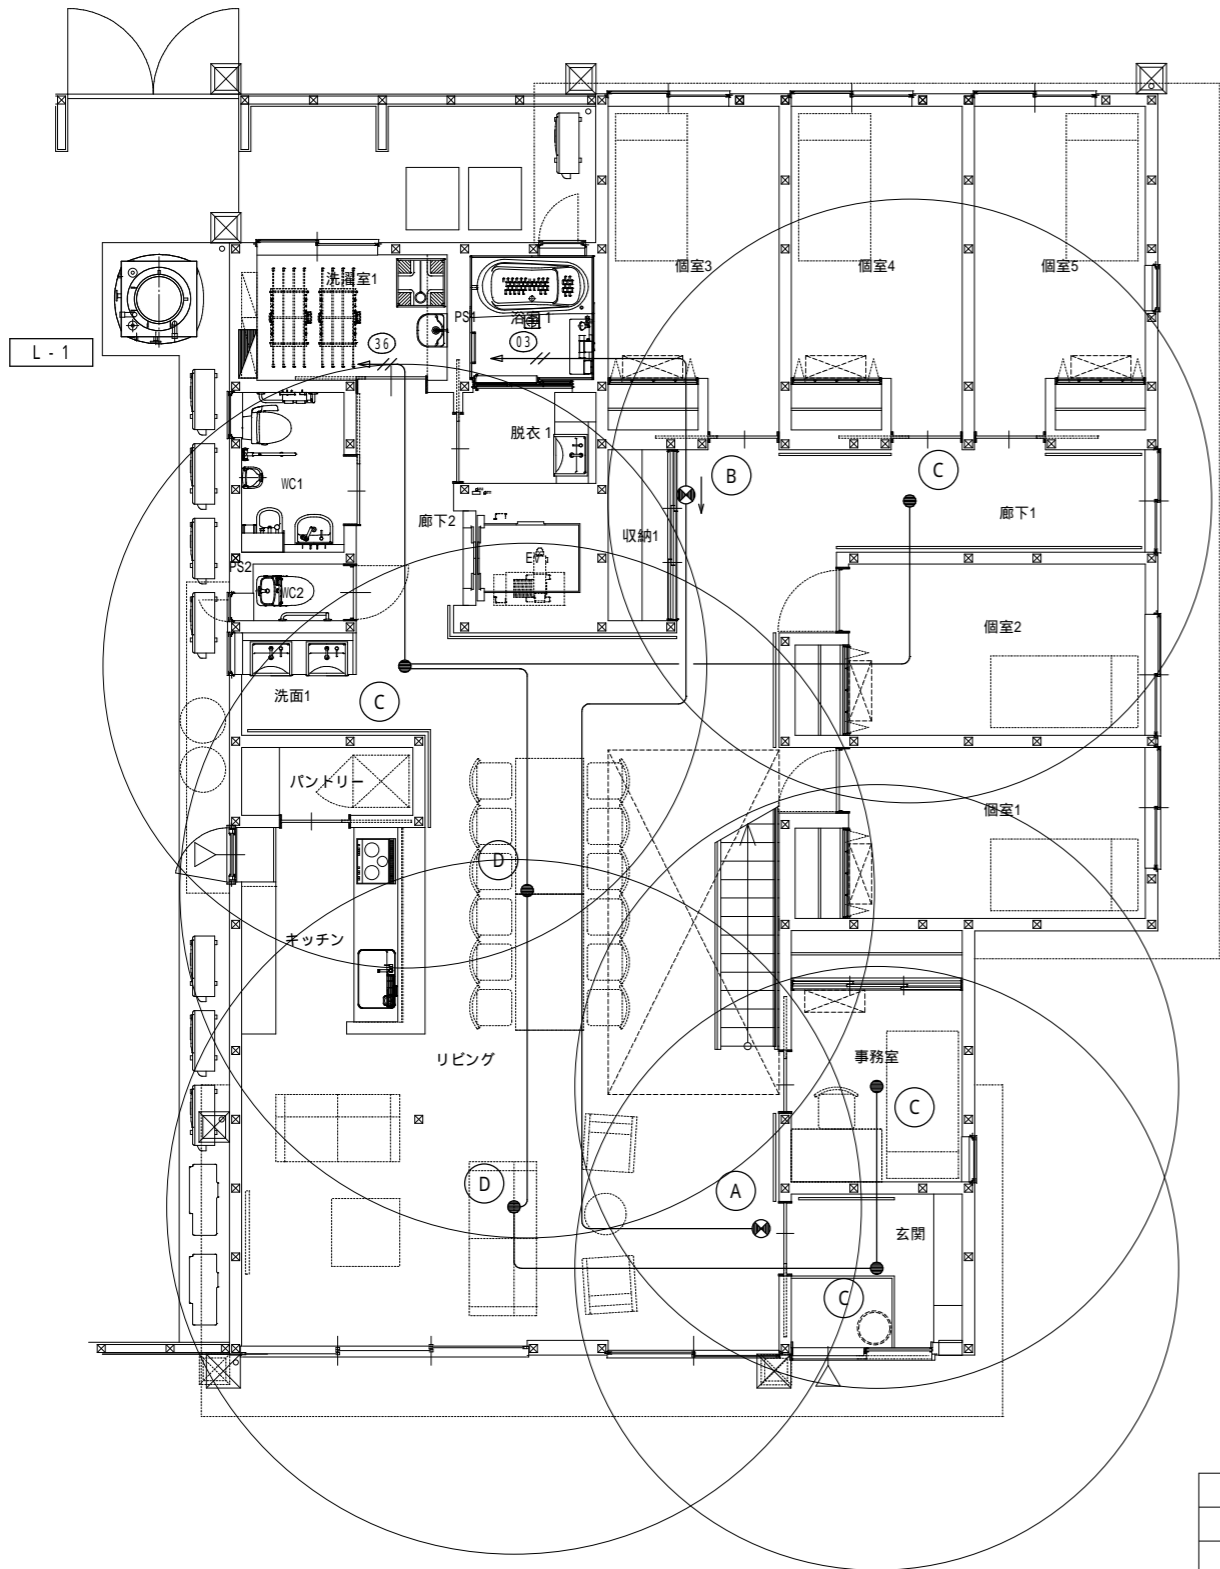 個室3
個室4
個室5
洗濯室1
PS1
浴室1
L - 1
36
03
脱衣1
B
C
WC1
廊下2
収納1
廊下1
EV
PS2
WC2
個室2
洗面1
C
パントリー
個室1
D
キッチン
リビング
事務室
C
D
A
玄関
C